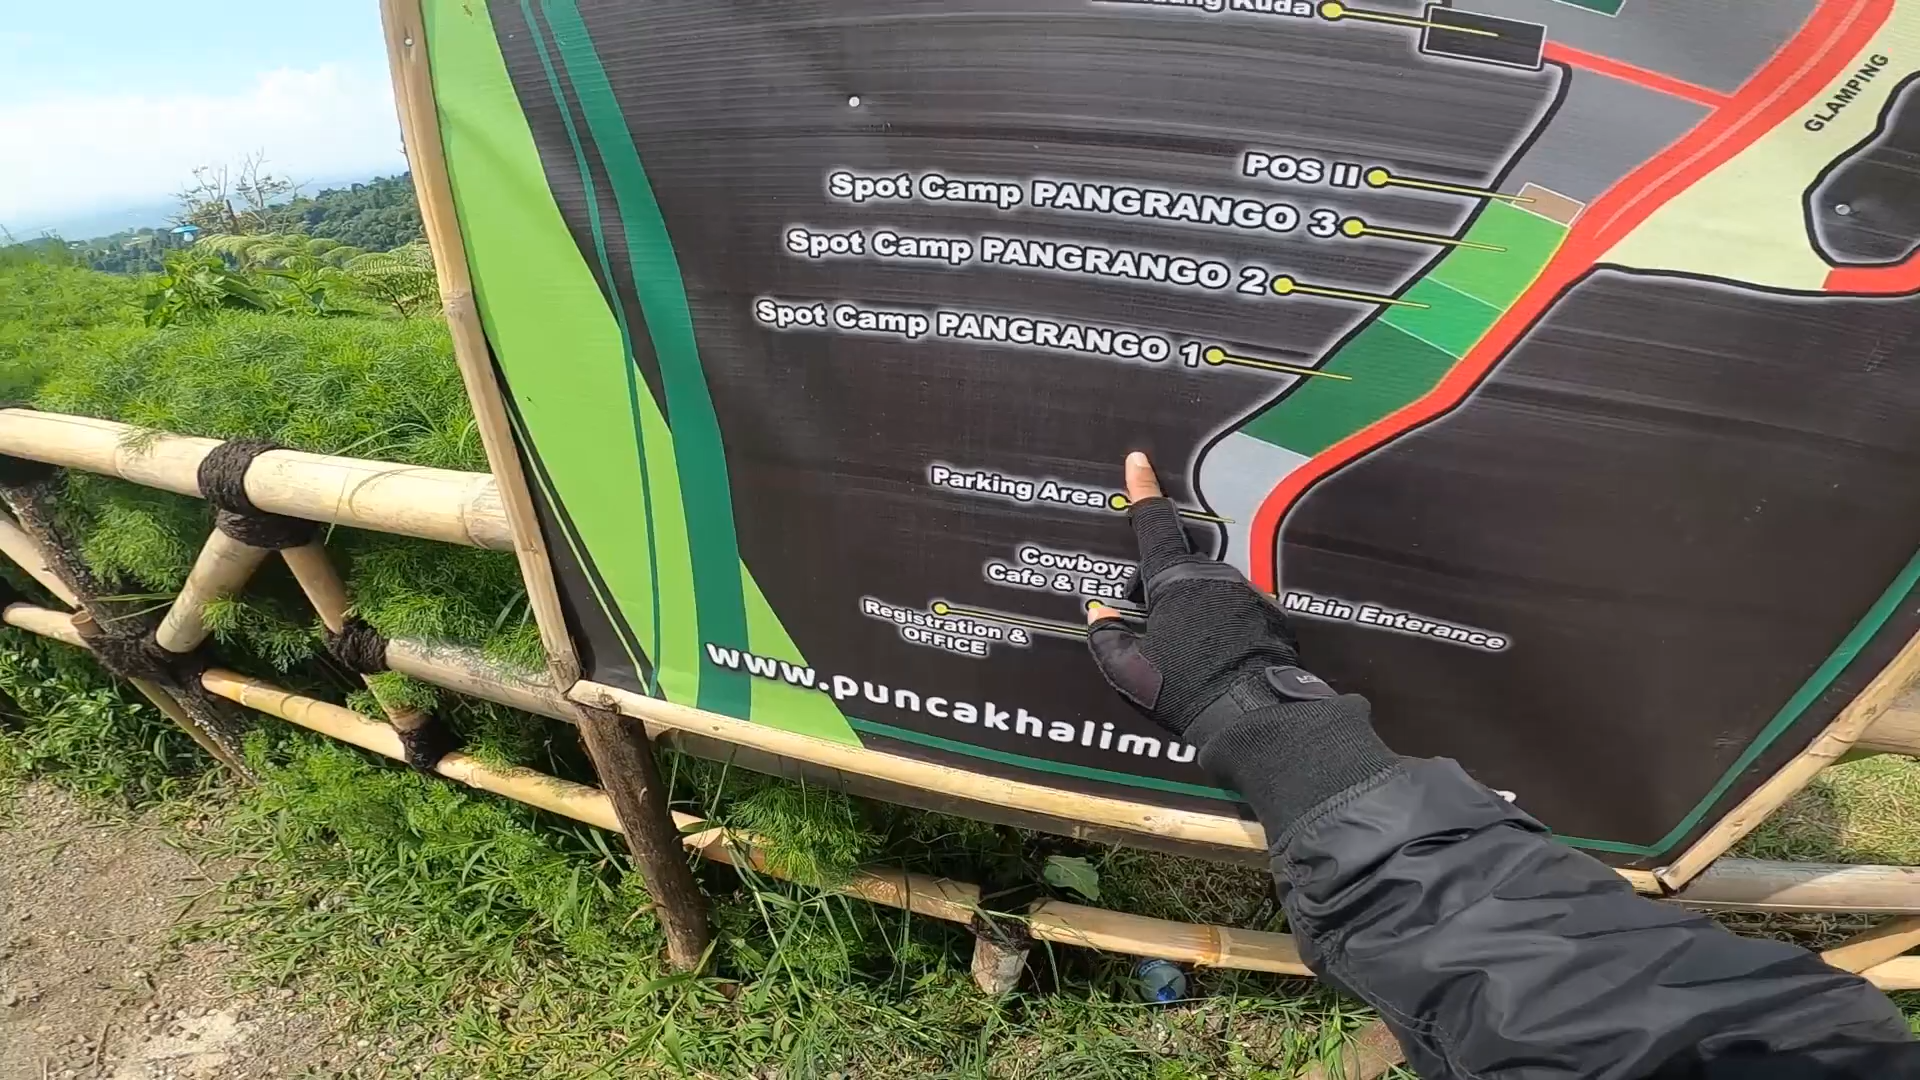 Kuda
GLAMPING
POS II
Spot Camp PANGRANGO 3
Spot Camp PANGRANGO 2
Spot Camp PANGRANGO 1
Parking Area
Cowboys
Cafe & Eat
Main Enterance
Registration &
OFFICE
www.puncakhalimu